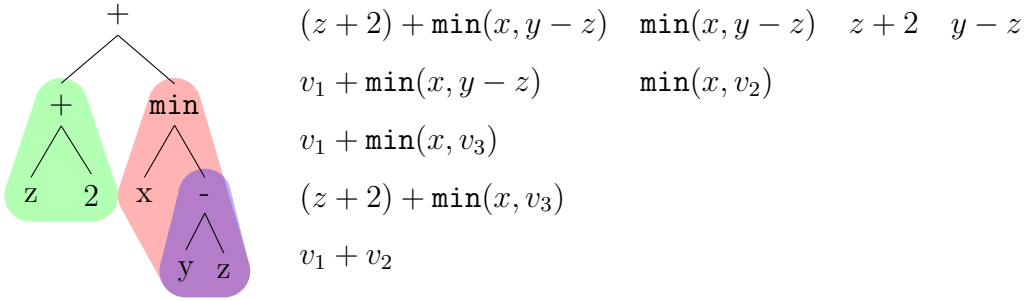 +
+ min
z 2 x -
y z
(z + 2) + min(x, y − z) min(x, y − z) z + 2 y − z
v₁ + min(x, y − z) min(x, v₂)
v₁ + min(x, v₃)
(z + 2) + min(x, v₃)
v₁ + v₂